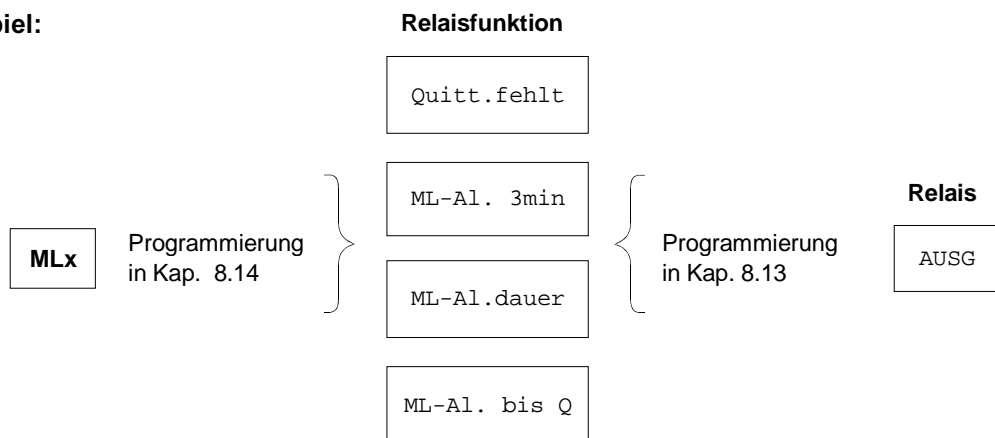 piel:
Relaisfunktion
Quitt.fehlt
ML-Al. 3min
Relais
MLx
Programmierung
in Kap. 8.14
Programmierung
in Kap. 8.13
AUSG
ML-Al.dauer
ML-Al. bis Q